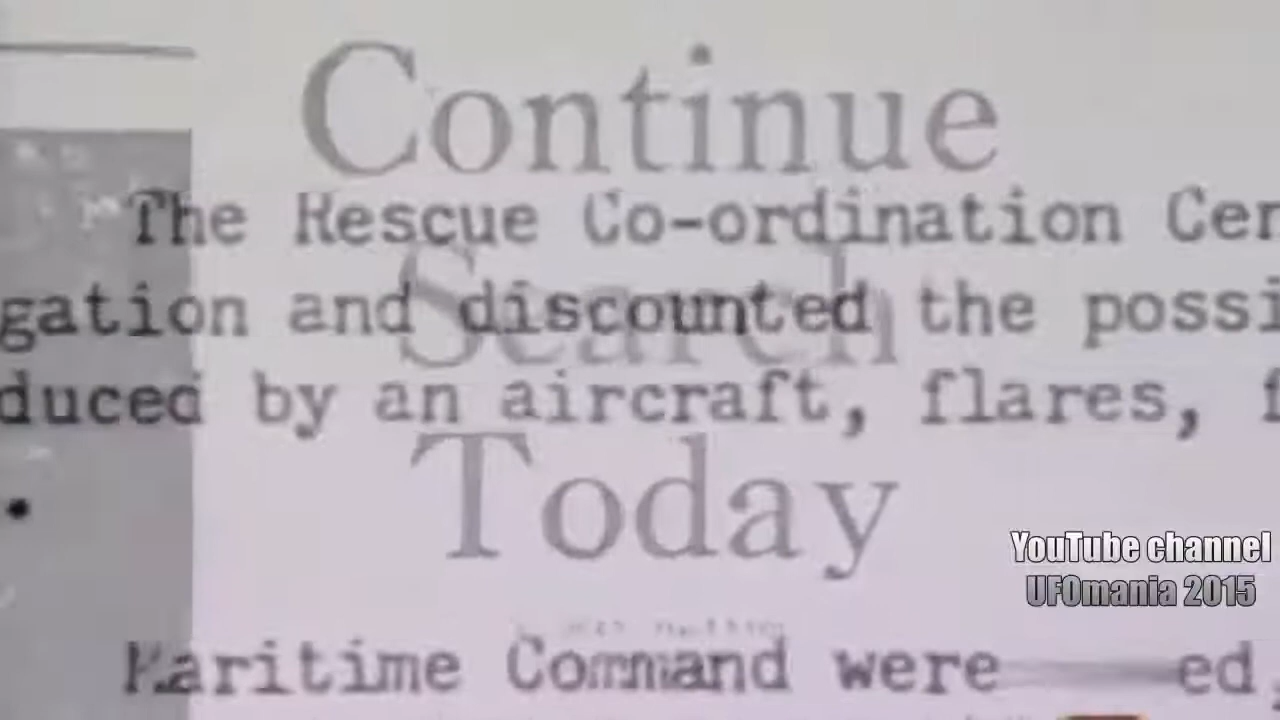 Continue
The Rescue Co-ordination Cen
Search
gation and discounted the possi
duced by an aircraft, flares, f
Today
YouTube channel
UFOmania 2015
Maritime Command were ed,